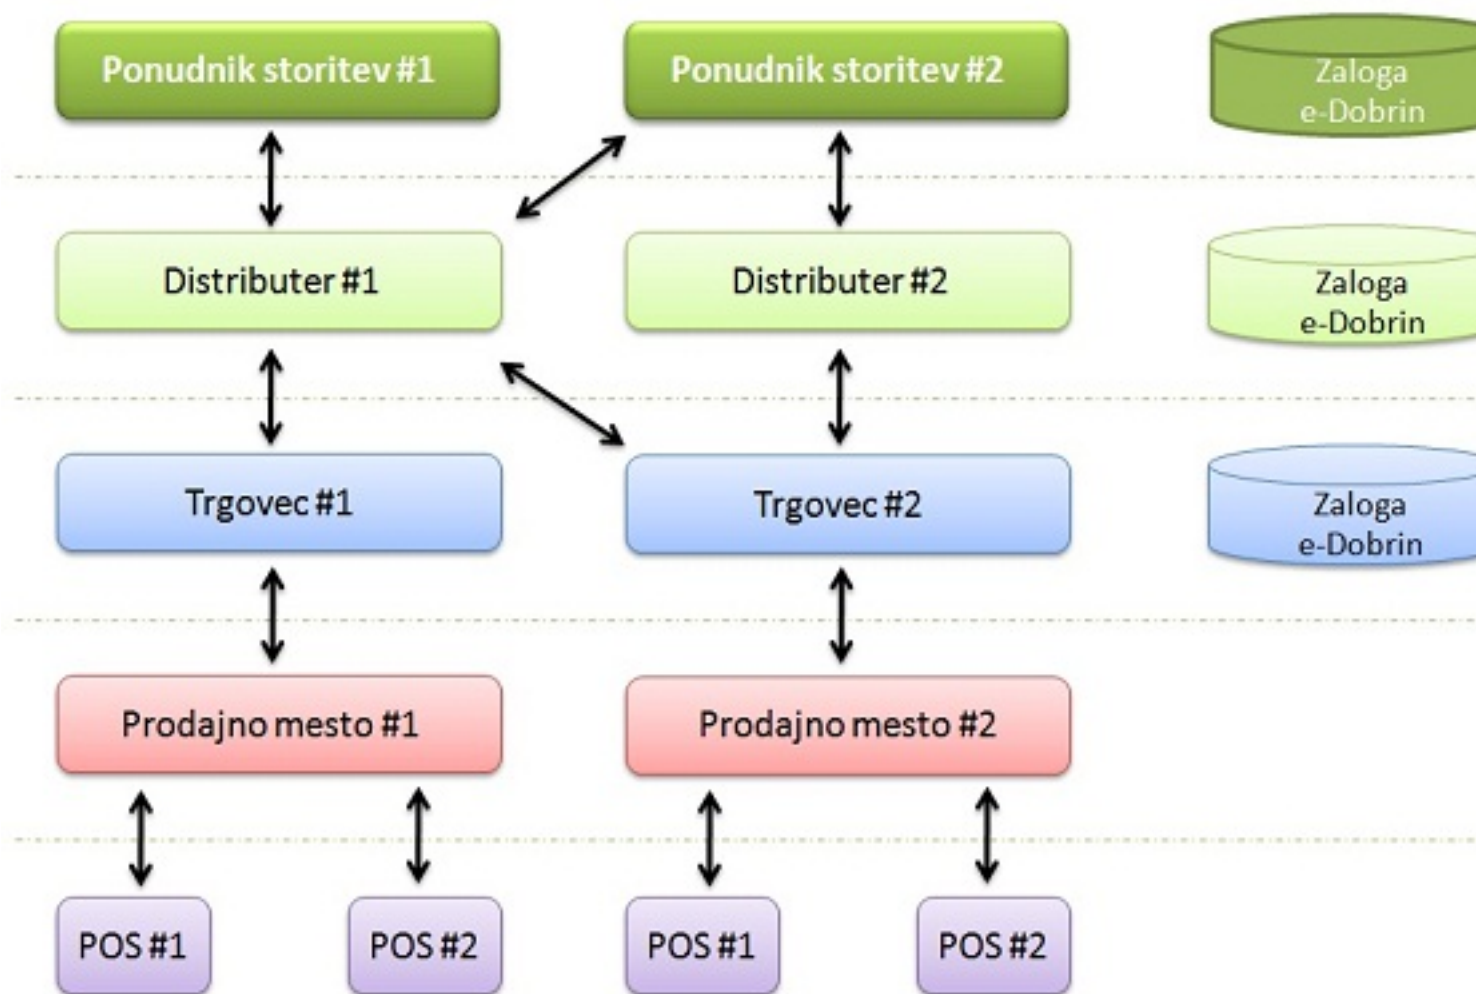 Ponudnik storitev #1
Ponudnik storitev #2
Zaloga
e-Dobrin
Distributer #1
Distributer #2
Zaloga
e-Dobrin
Trgovec #1
Trgovec #2
Zaloga
e-Dobrin
Prodajno mesto #1
Prodajno mesto #2
POS #1
POS #2
POS #1
POS #2